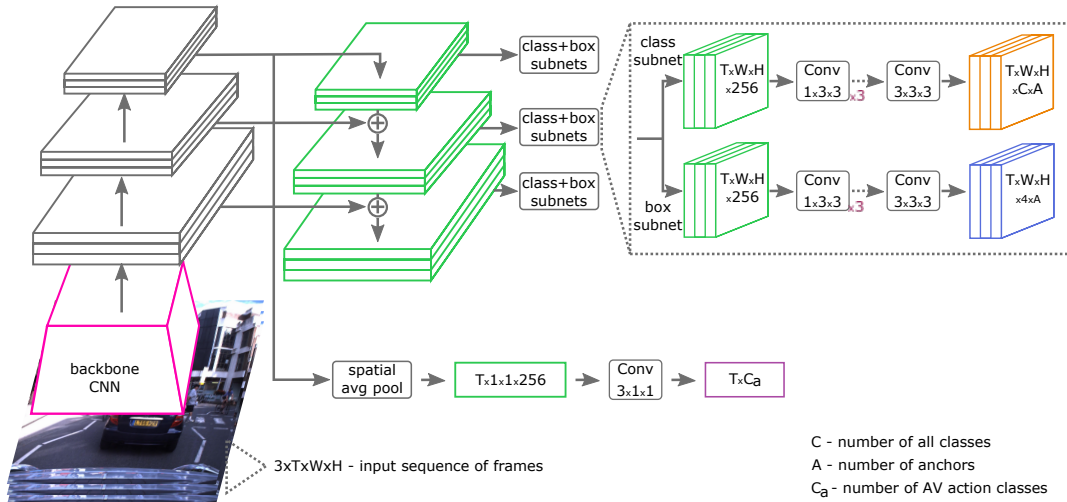 class+box
subnets
class+box
subnets
class+box
subnets
class
subnet
TxWxH
x256
Conv
1x3x3
x3
Conv
3x3x3
TxWxH
xCxA
box
subnet
TxWxH
x256
Conv
1x3x3
x3
Conv
3x3x3
TxWxH
x4xA
backbone
CNN
spatial
avg pool
Tx1x1x256
Conv
3x1x1
TxCa
3xTxWxH - input sequence of frames
C - number of all classes
A - number of anchors
Ca - number of AV action classes